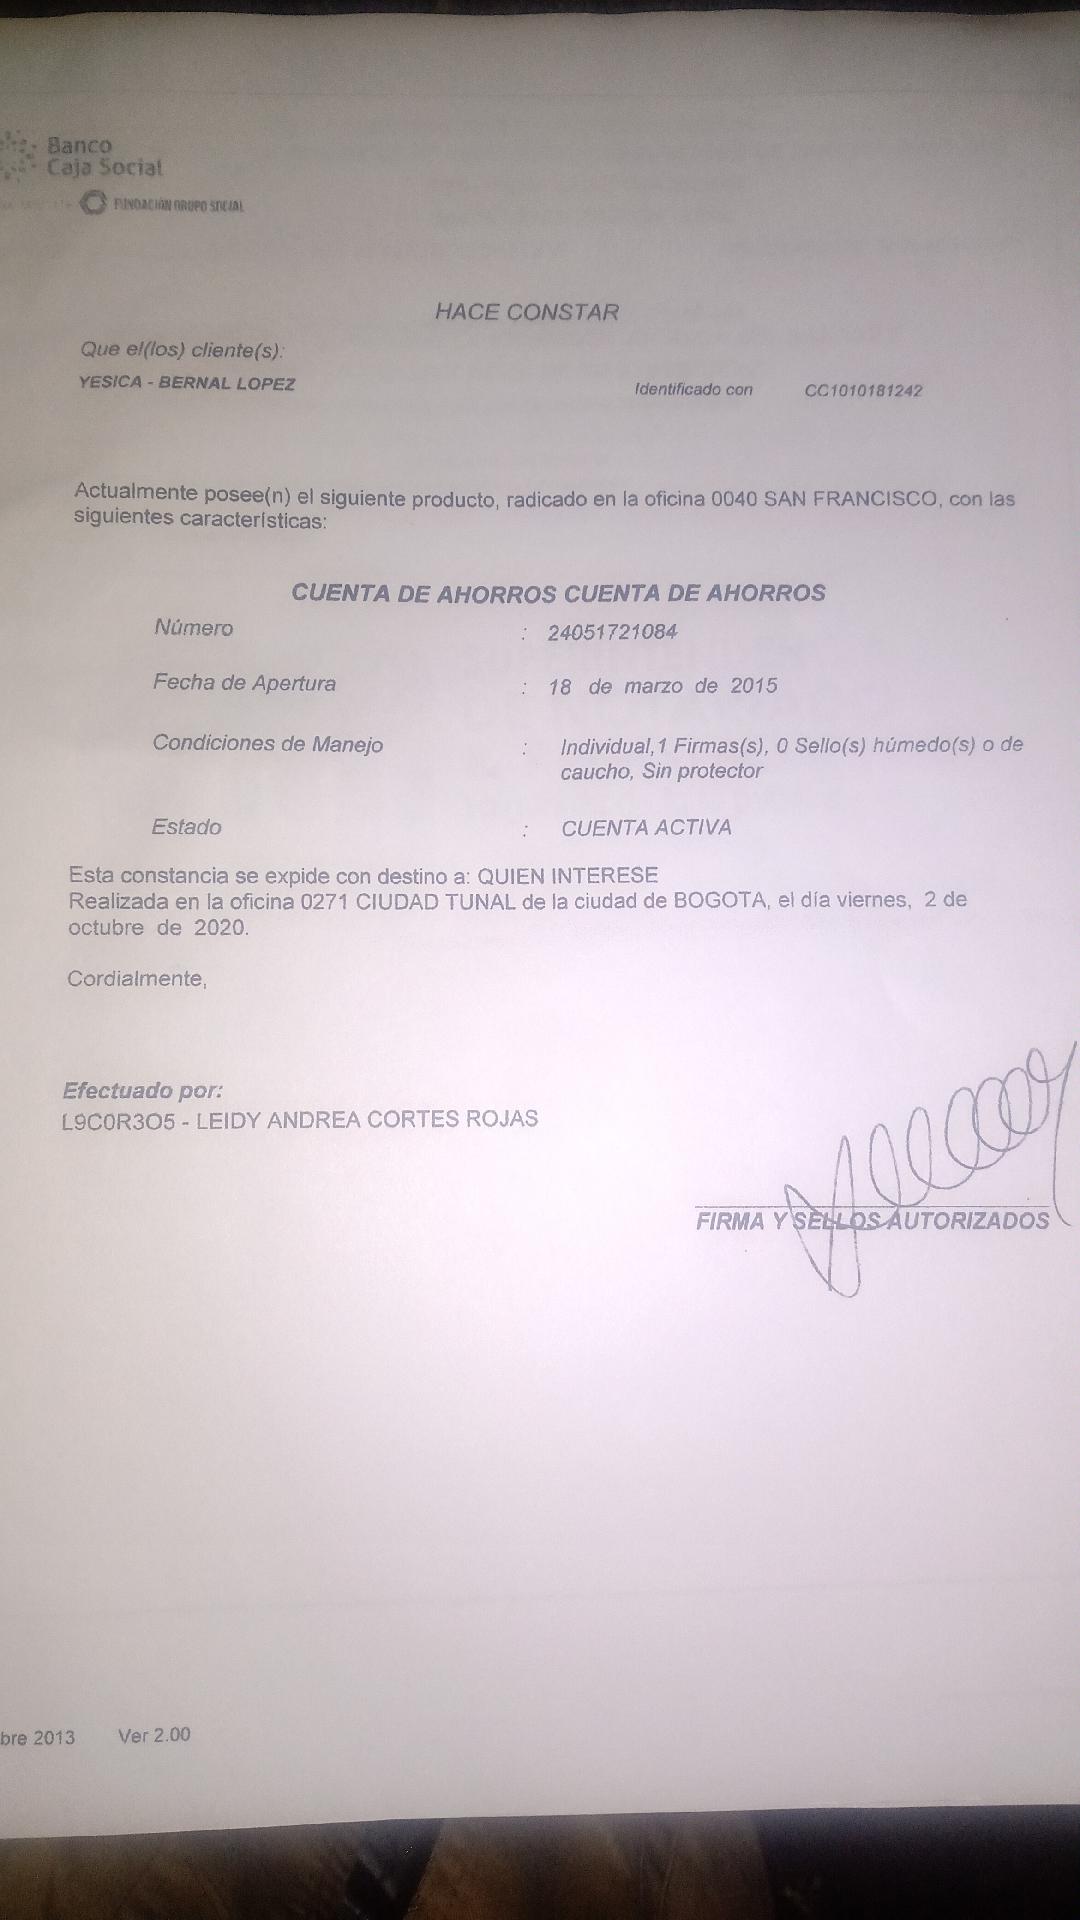 Banco
Caja Social
FUNDACIÓN GRUPO SOCIAL
HACE CONSTAR
Que el(los) cliente(s):
YESICA - BERNAL LOPEZ Identificado con CC1010181242
Actualmente posee(n) el siguiente producto, radicado en la oficina 0040 SAN FRANCISCO, con las
siguientes características:
CUENTA DE AHORROS CUENTA DE AHORROS
Número : 24051721084
Fecha de Apertura : 18 de marzo de 2015
Condiciones de Manejo : Individual,1 Firmas(s), 0 Sello(s) húmedo(s) o de
caucho, Sin protector
Estado : CUENTA ACTIVA
Esta constancia se expide con destino a: QUIEN INTERESE
Realizada en la oficina 0271 CIUDAD TUNAL de la ciudad de BOGOTA, el día viernes, 2 de
octubre de 2020.
Cordialmente,
Efectuado por:
L9C0R3O5 - LEIDY ANDREA CORTES ROJAS
FIRMA Y SELLOS AUTORIZADOS
bre 2013 Ver 2.00